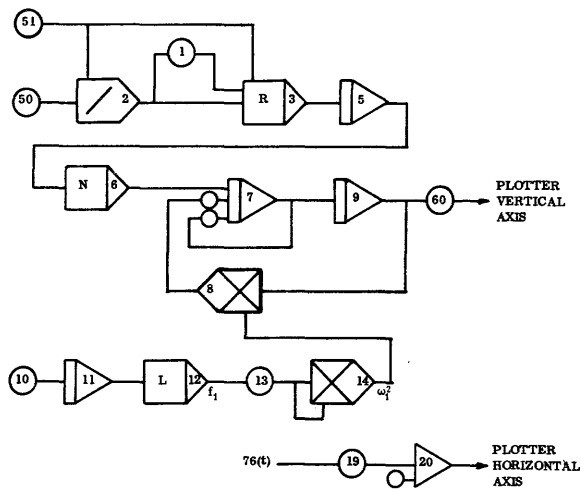 51
1
50
2
R
3
5
N
6
7
9
60
PLOTTER
VERTICAL
AXIS
8
10
11
L
12
f₁
13
14
ω₁²
76(t)
19
20
PLOTTER
HORIZONTAL
AXIS